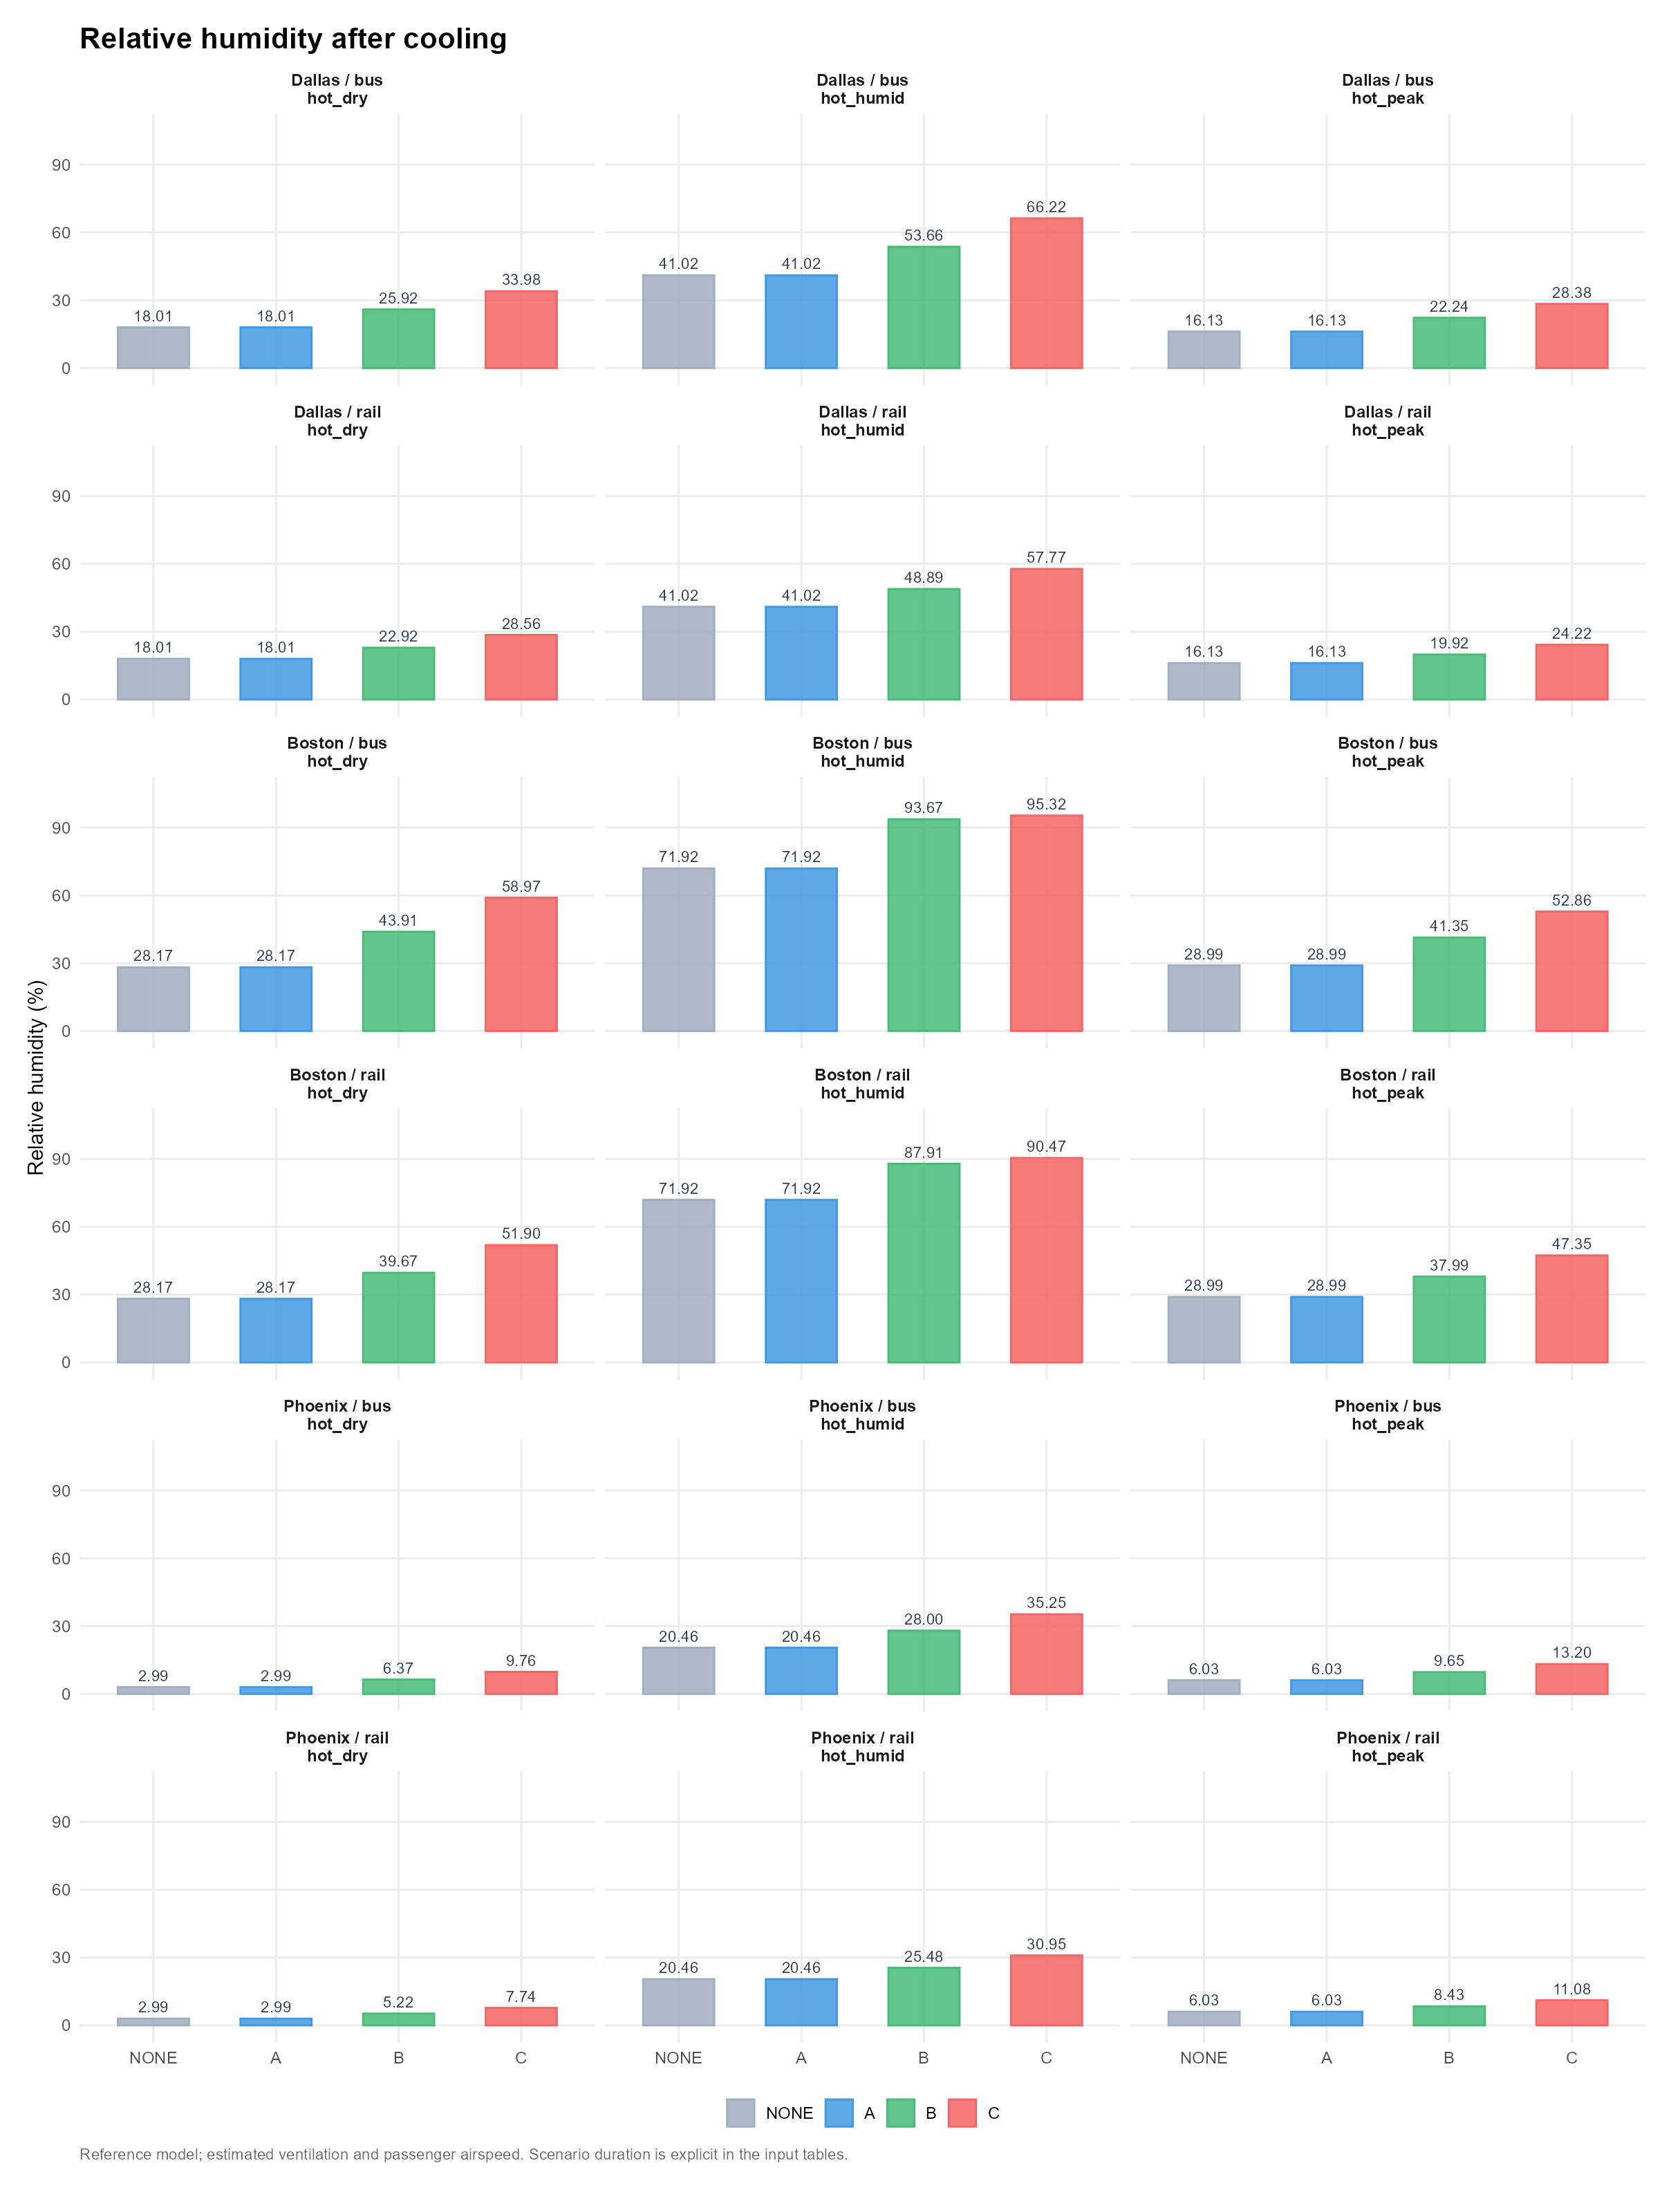 Relative humidity after cooling
Dallas / bus
hot_dry
Dallas / bus
hot_humid
Dallas / bus
hot_peak
90
60
30
0
18.01 18.01 25.92 33.98
41.02 41.02 53.66 66.22
16.13 16.13 22.24 28.38
Dallas / rail
hot_dry
Dallas / rail
hot_humid
Dallas / rail
hot_peak
90
60
30
0
18.01 18.01 22.92 28.56
41.02 41.02 48.89 57.77
16.13 16.13 19.92 24.22
Boston / bus
hot_dry
Boston / bus
hot_humid
Boston / bus
hot_peak
90
60
30
0
28.17 28.17 43.91 58.97
71.92 71.92 93.67 95.32
28.99 28.99 41.35 52.86
Relative humidity (%)
Boston / rail
hot_dry
Boston / rail
hot_humid
Boston / rail
hot_peak
90
60
30
0
28.17 28.17 39.67 51.90
71.92 71.92 87.91 90.47
28.99 28.99 37.99 47.35
Phoenix / bus
hot_dry
Phoenix / bus
hot_humid
Phoenix / bus
hot_peak
90
60
30
0
2.99 2.99 6.37 9.76
20.46 20.46 28.00 35.25
6.03 6.03 9.65 13.20
Phoenix / rail
hot_dry
Phoenix / rail
hot_humid
Phoenix / rail
hot_peak
90
60
30
0
2.99 2.99 5.22 7.74
20.46 20.46 25.48 30.95
6.03 6.03 8.43 11.08
NONE A B C
NONE A B C
NONE A B C
NONE A B C
Reference model; estimated ventilation and passenger airspeed. Scenario duration is explicit in the input tables.